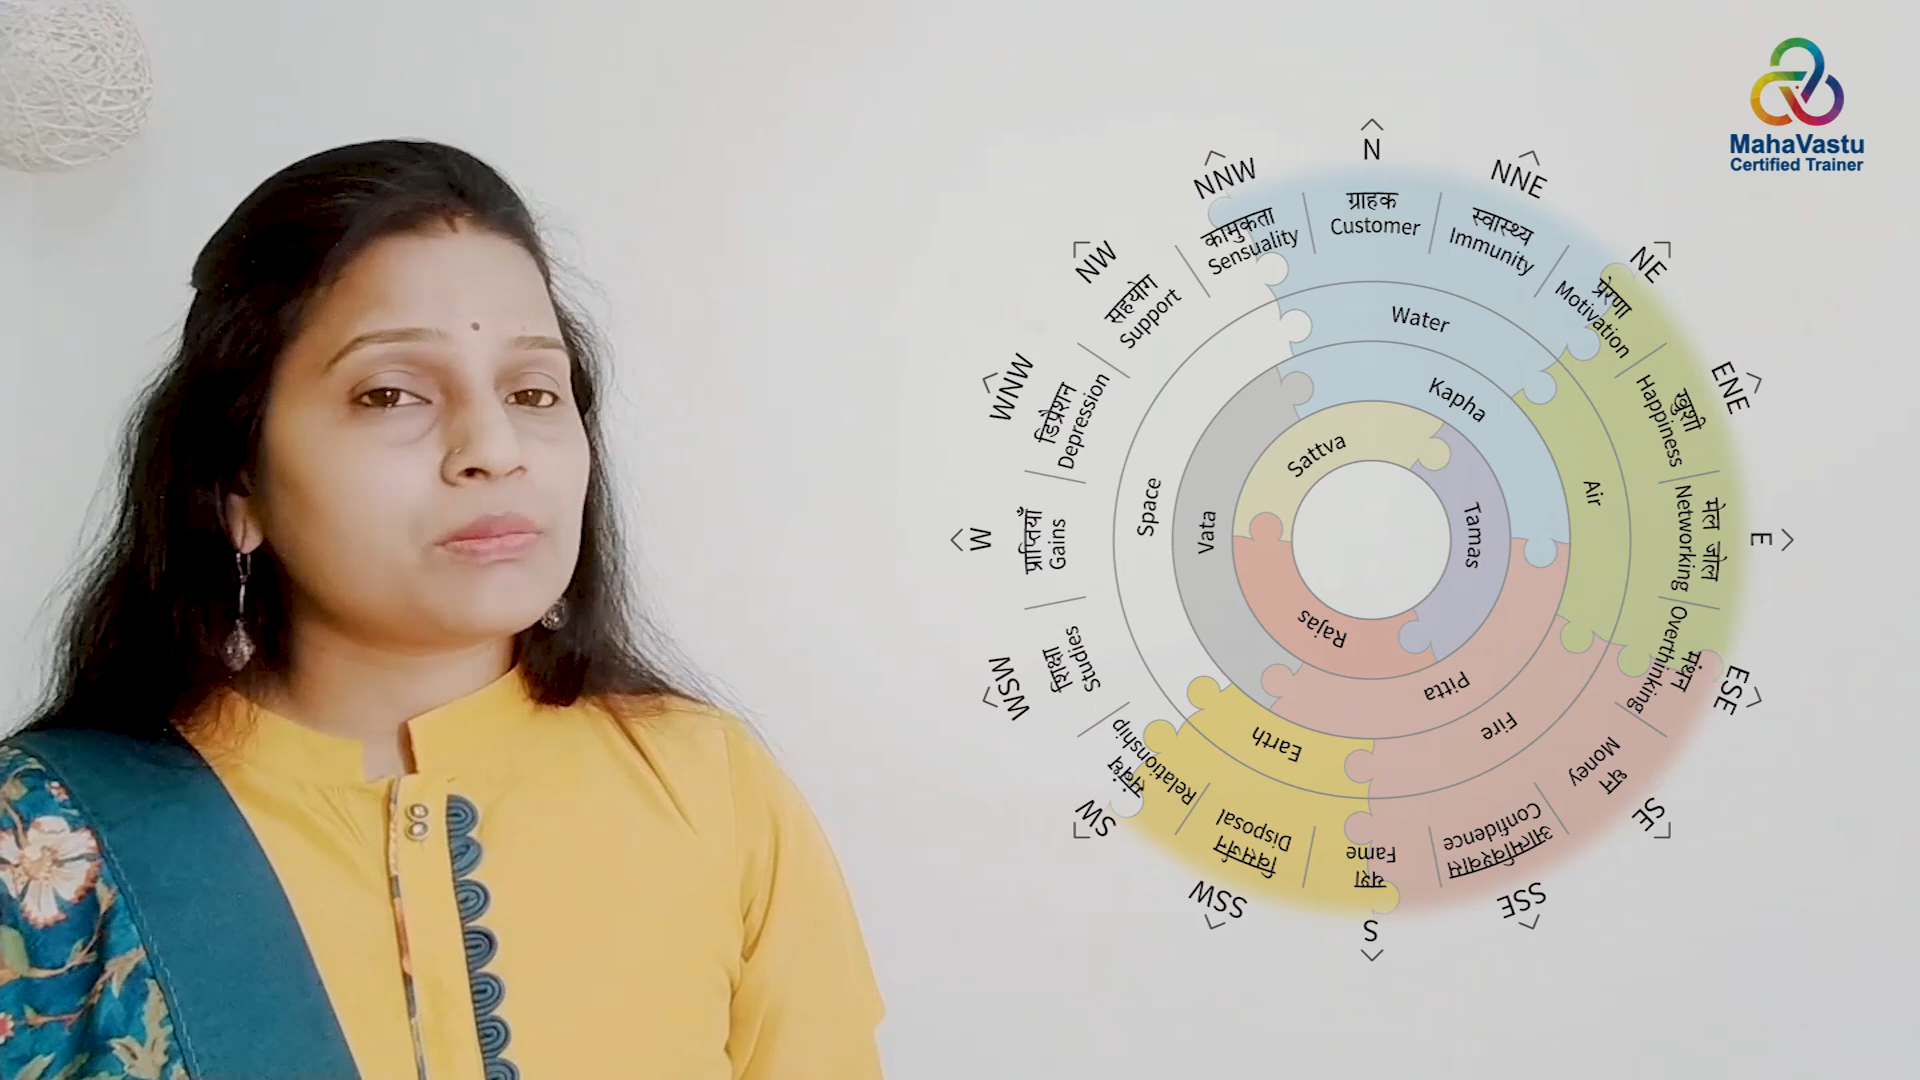 MahaVastu
Certified Trainer
N
ग्राहक
Customer
NNE
स्वास्थ्य
Immunity
NE
प्रेरणा
Motivation
ENE
खुशी
Happiness
E
मेल जोल
Networking
ESE
मंथन
Overthinking
SE
धन
Money
SSE
आत्मविश्वास
Confidence
S
यश
Fame
SSW
विसर्जन
Disposal
SW
संबंध
Relationship
WSW
शिक्षा
Studies
W
प्राप्तियाँ
Gains
WNW
डिप्रैशन
Depression
NW
सहयोग
Support
NNW
कामुकता
Sensuality
Water
Air
Fire
Earth
Space
Kapha
Pitta
Vata
Sattva
Tamas
Rajas